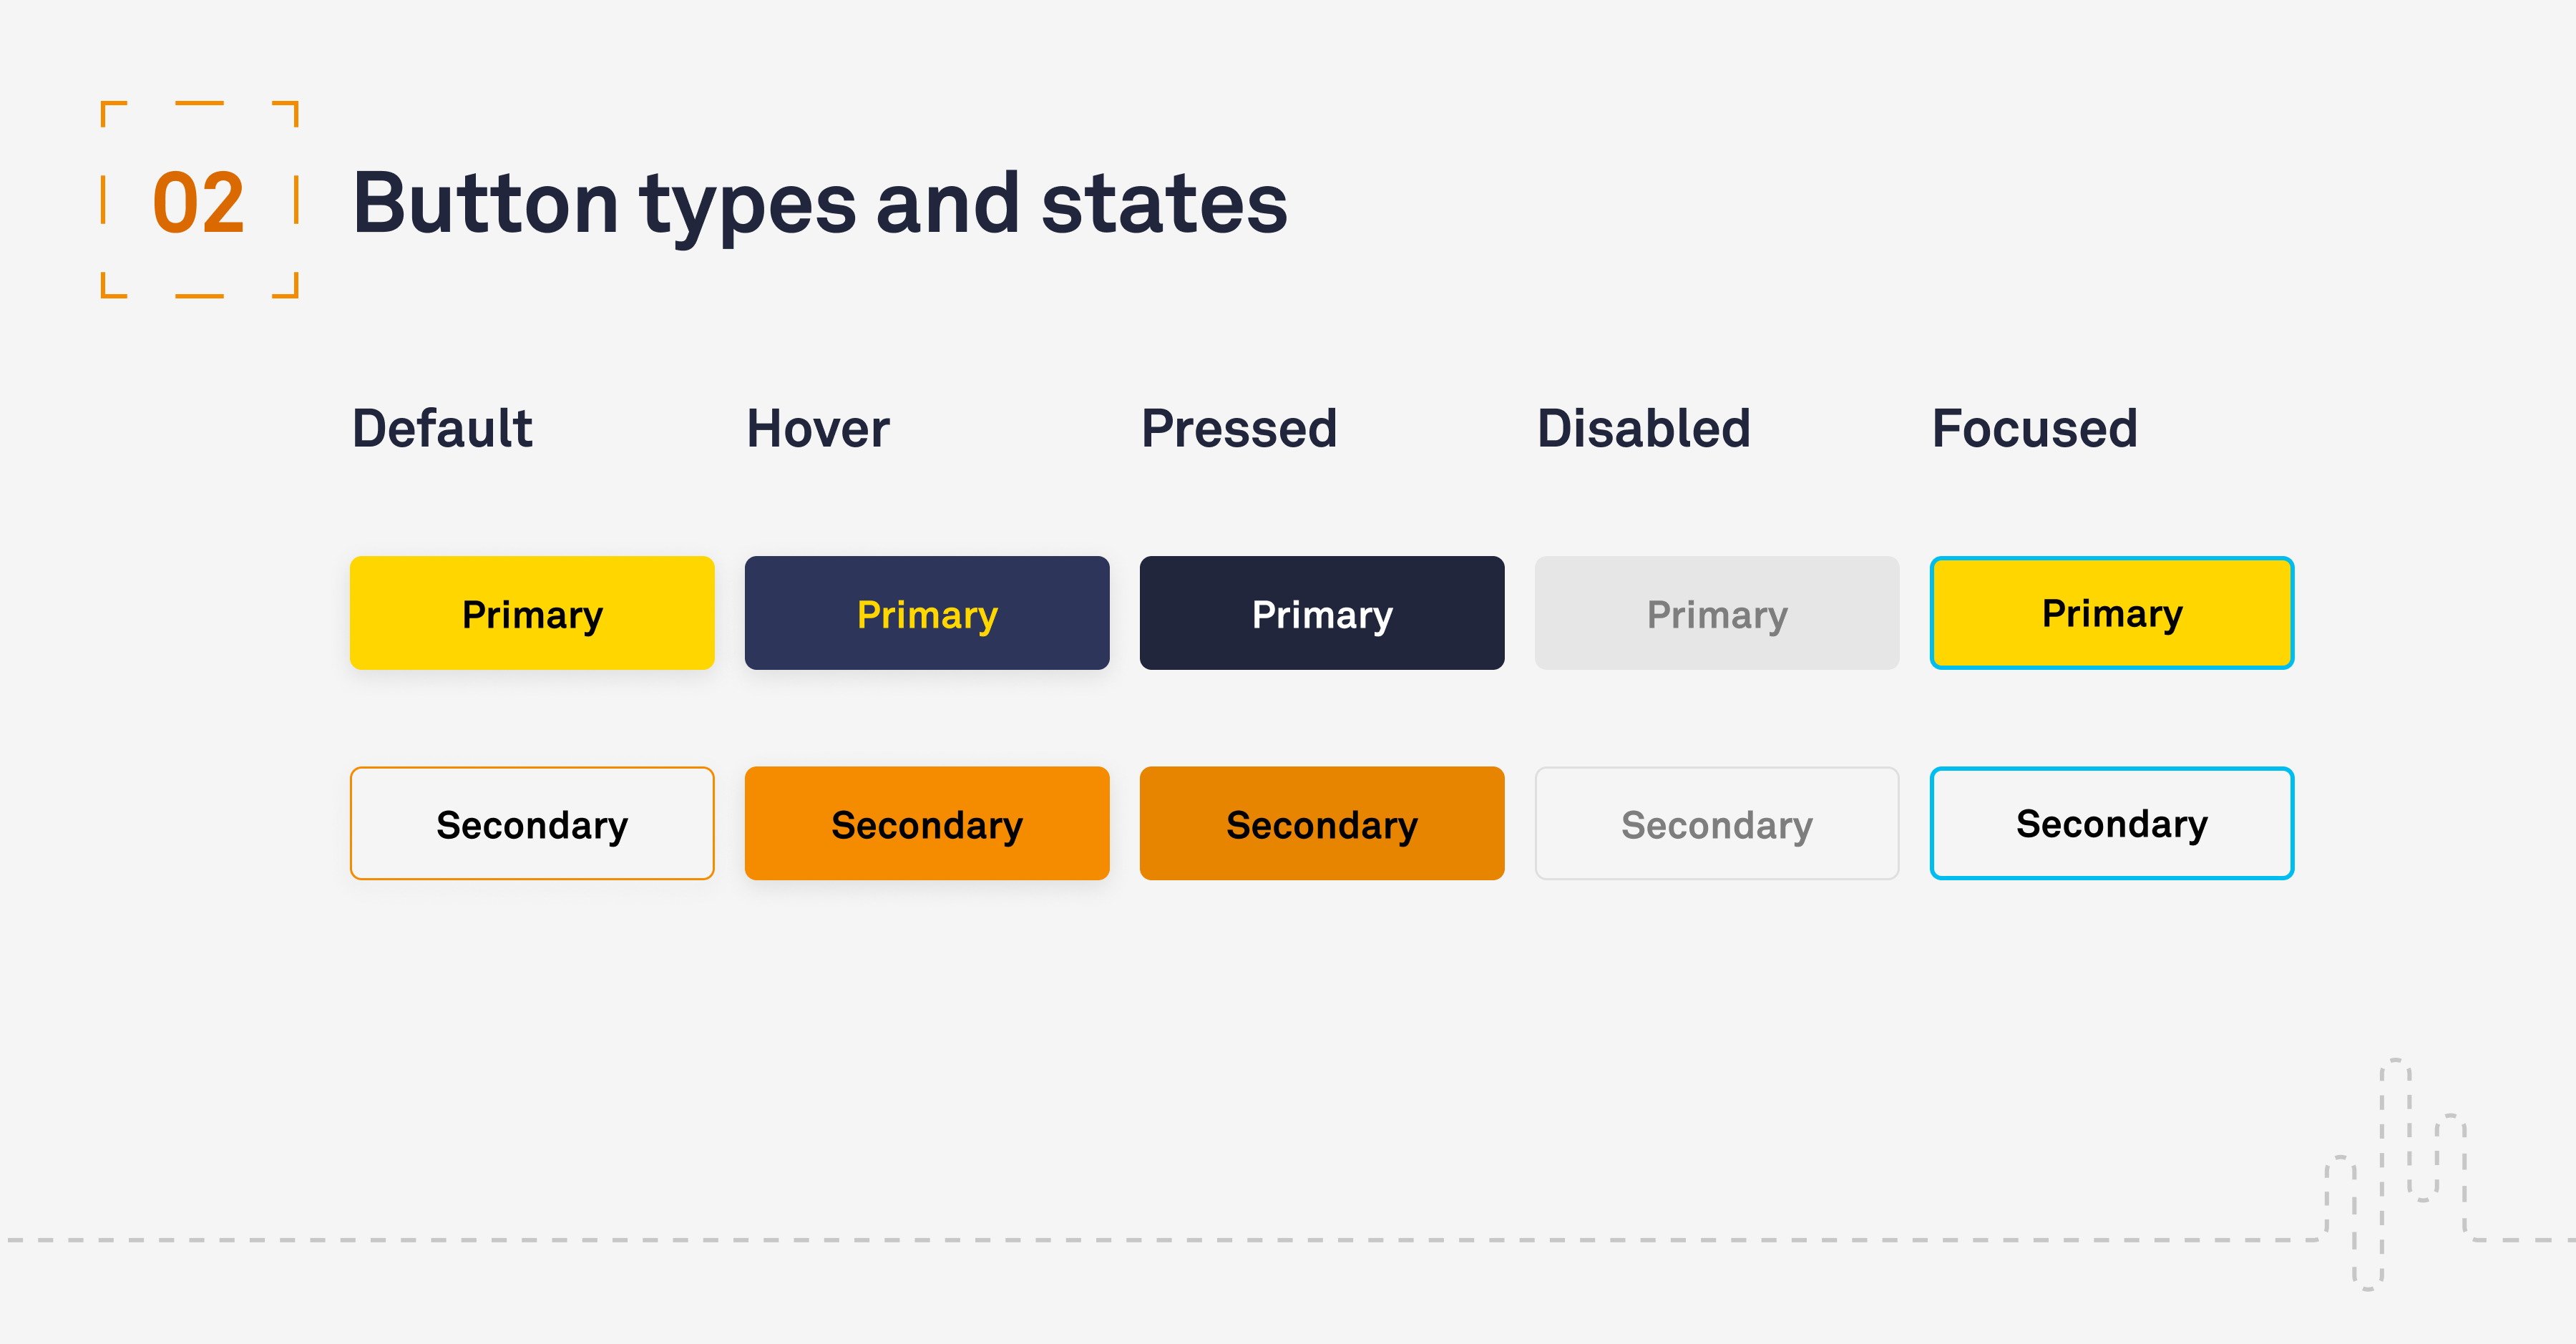 02
Button types and states
Default Hover Pressed Disabled Focused
Primary Primary Primary Primary Primary
Secondary Secondary Secondary Secondary Secondary